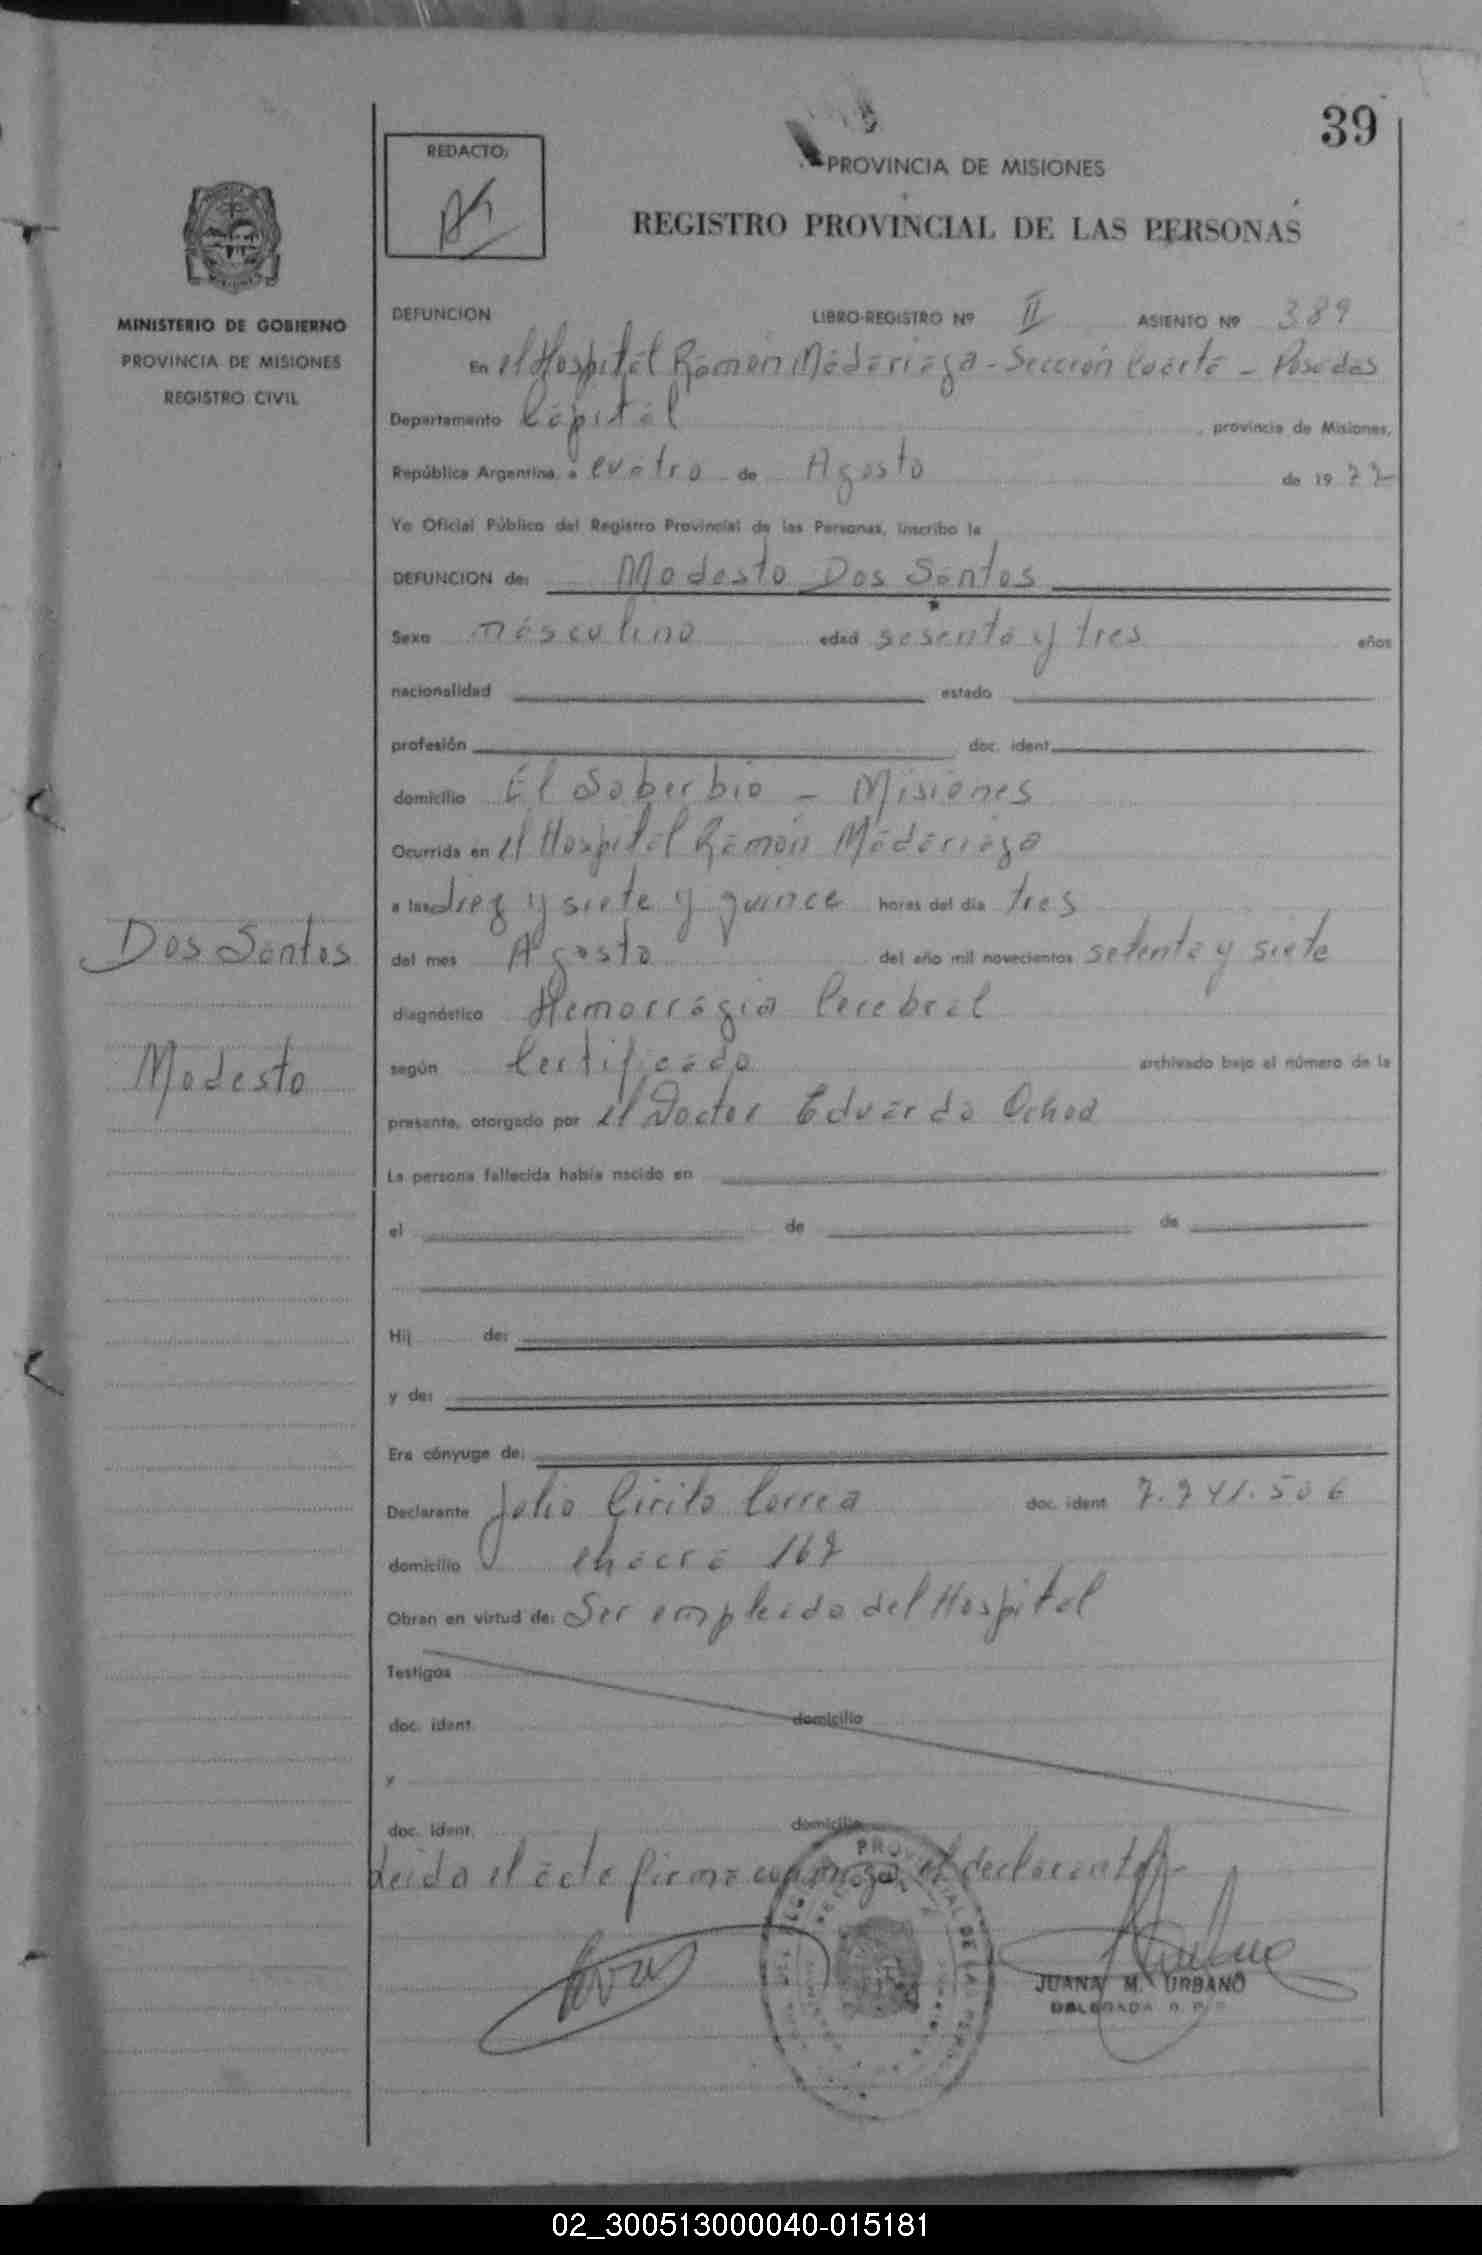 39
REDACTO:
PROVINCIA DE MISIONES
REGISTRO PROVINCIAL DE LAS PERSONAS
MINISTERIO DE GOBIERNO
PROVINCIA DE MISIONES
REGISTRO CIVIL
DEFUNCION LIBRO-REGISTRO Nº II ASIENTO Nº 389
En el Hospital Ramón Madariaga - Sección Cuarta - Posadas
Departamento Capital, provincia de Misiones,
República Argentina, a cuatro de Agosto de 1977
Yo Oficial Público del Registro Provincial de las Personas, inscribo la
DEFUNCION de: Modesto Dos Santos
Sexo masculino edad sesenta y tres años
nacionalidad estado
profesión doc. ident.
domicilio El Soberbio - Misiones
Ocurrida en el Hospital Ramón Madariaga
a las diez y siete y quince horas del día tres
del mes Agosto del año mil novecientos setenta y siete
diagnóstico Hemorragia Cerebral
según Certificado archivado bajo el número de la
presente, otorgado por el Doctor Eduardo Ochoa
La persona fallecida había nacido en
el de de
Hij de:
y de:
Era cónyuge de:
Declarante Julio Cirilo Correa doc. ident. 7.741.506
domicilio chacra 167
Obran en virtud de: Ser empleado del Hospital
Testigos
doc. ident. domicilio
y
doc. ident. domicilio
Leida el acta firma conmigo el declarante.-
Dos Santos
Modesto
JUANA M. URBANO
DELEGADA R. P. P.
02_300513000040-015181